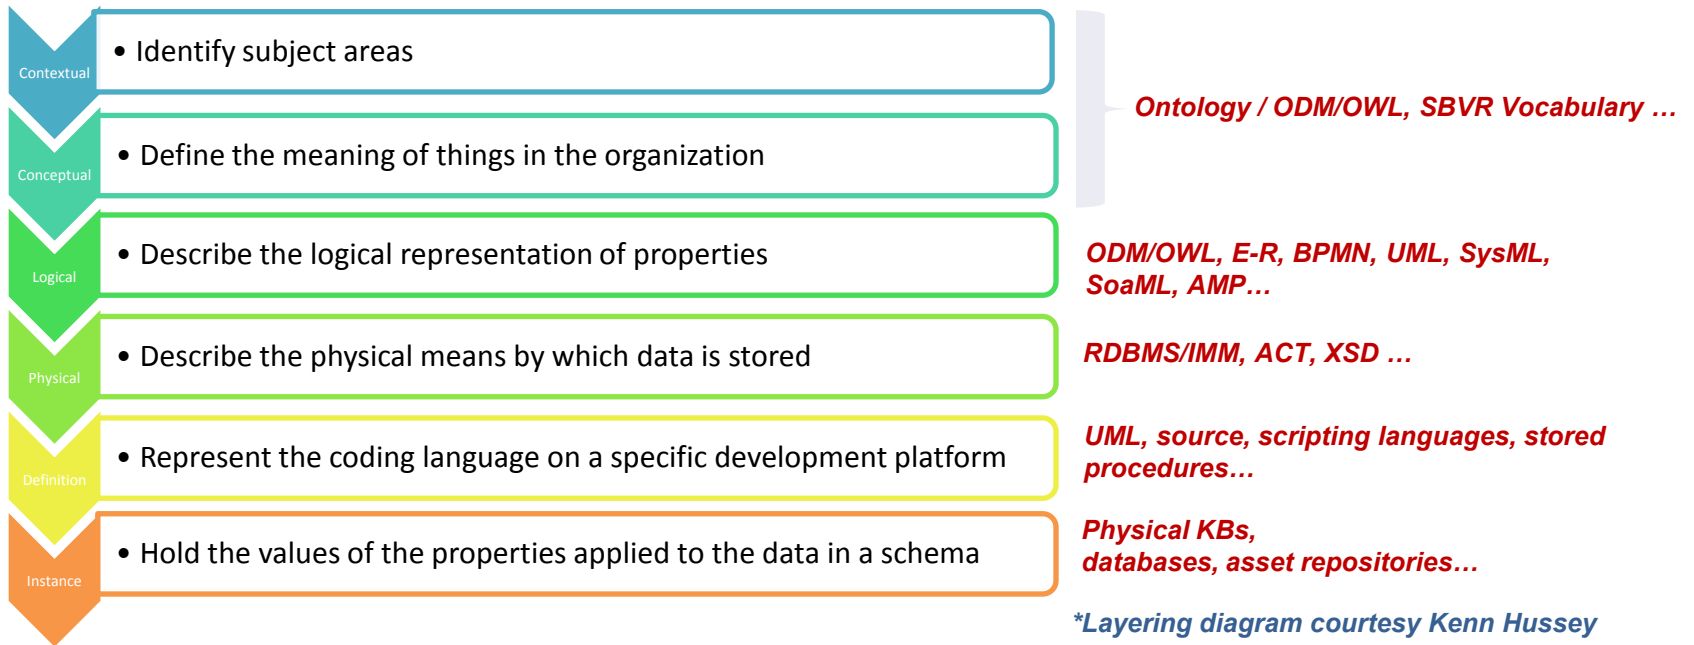 Contextual
• Identify subject areas
Ontology / ODM/OWL, SBVR Vocabulary …
Conceptual
• Define the meaning of things in the organization
Logical
• Describe the logical representation of properties
ODM/OWL, E-R, BPMN, UML, SysML,
SoaML, AMP…
Physical
• Describe the physical means by which data is stored
RDBMS/IMM, ACT, XSD …
Definition
• Represent the coding language on a specific development platform
UML, source, scripting languages, stored
procedures…
Instance
• Hold the values of the properties applied to the data in a schema
Physical KBs,
databases, asset repositories…
*Layering diagram courtesy Kenn Hussey